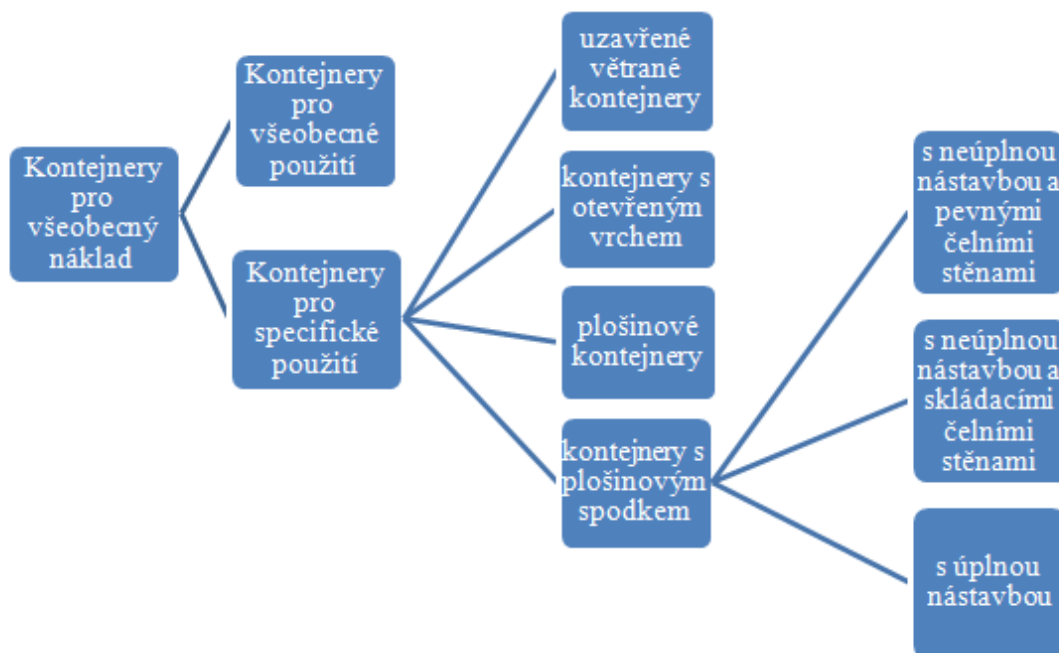 Kontejnery
pro
všeobecný
náklad
Kontejnery
pro
všeobecné
použití
Kontejnery
pro
specifické
použití
uzavřené
větrané
kontejnery
kontejnery s
otevřeným
vrchem
plošinové
kontejnery
kontejnery s
plošinovým
spodkem
s neúplnou
nástavbou a
pevnými
čelními
stěnami
s neúplnou
nástavbou a
skládacími
čelními
stěnami
s úplnou
nástavbou